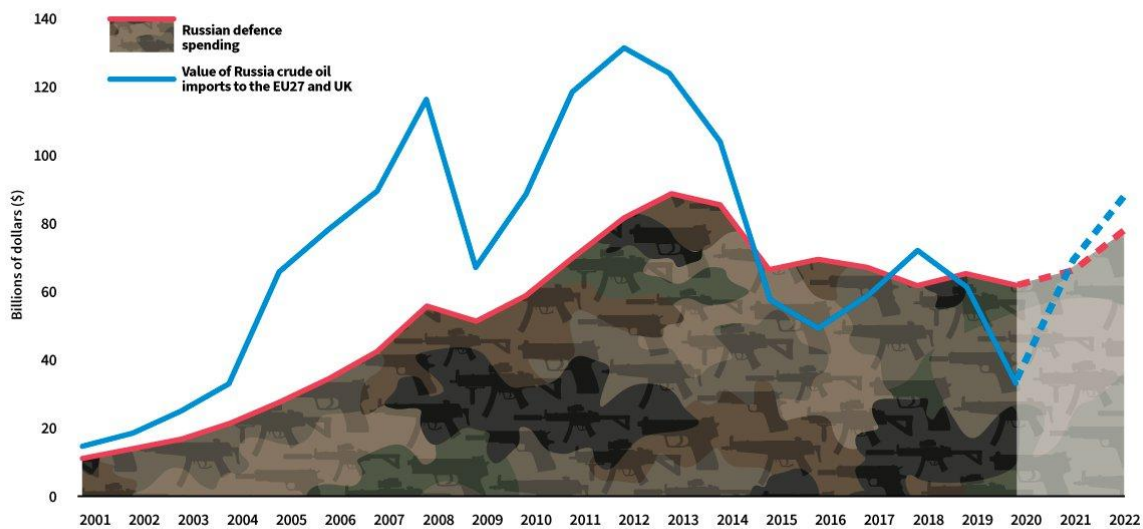 140
Russian defence
spending
Value of Russia crude oil
imports to the EU27 and UK
120
100
80
60
40
20
0
Billions of dollars ($)
2001 2002 2003 2004 2005 2006 2007 2008 2009 2010 2011 2012 2013 2014 2015 2016 2017 2018 2019 2020 2021 2022